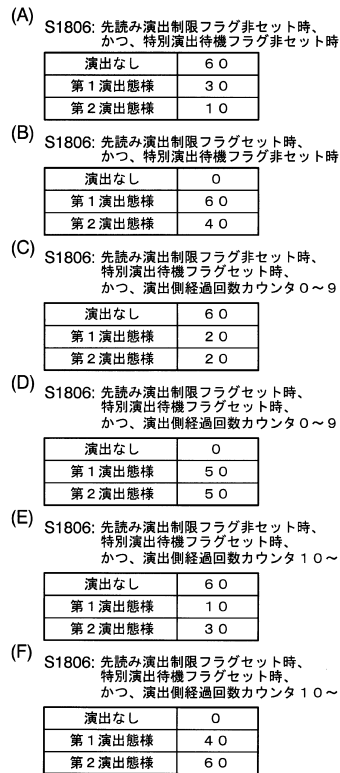 (A)
S1806: 先読み演出制限フラグ非セット時、
かつ、特別演出待機フラグ非セット時
演出なし 60
第1演出態様 30
第2演出態様 10
(B)
S1806: 先読み演出制限フラグセット時、
かつ、特別演出待機フラグ非セット時
演出なし 0
第1演出態様 60
第2演出態様 40
(C)
S1806: 先読み演出制限フラグ非セット時、
特別演出待機フラグセット時、
かつ、演出側経過回数カウンタ0~9
演出なし 60
第1演出態様 20
第2演出態様 20
(D)
S1806: 先読み演出制限フラグセット時、
特別演出待機フラグセット時、
かつ、演出側経過回数カウンタ0~9
演出なし 0
第1演出態様 50
第2演出態様 50
(E)
S1806: 先読み演出制限フラグ非セット時、
特別演出待機フラグセット時、
かつ、演出側経過回数カウンタ10~
演出なし 60
第1演出態様 10
第2演出態様 30
(F)
S1806: 先読み演出制限フラグセット時、
特別演出待機フラグセット時、
かつ、演出側経過回数カウンタ10~
演出なし 0
第1演出態様 40
第2演出態様 60